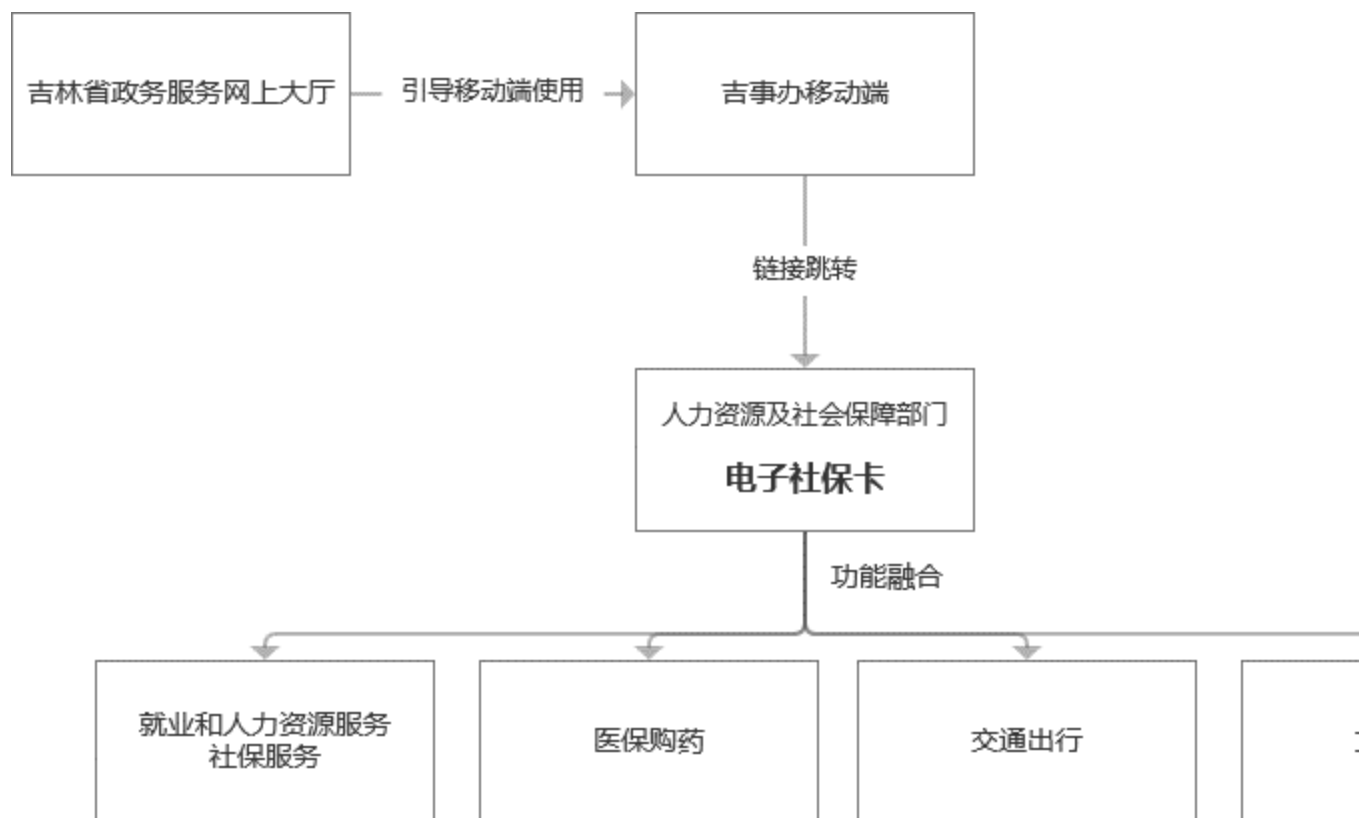 吉林省政务服务网上大厅
引导移动端使用
吉事办移动端
链接跳转
人力资源及社会保障部门
电子社保卡
功能融合
就业和人力资源服务
社保服务
医保购药
交通出行